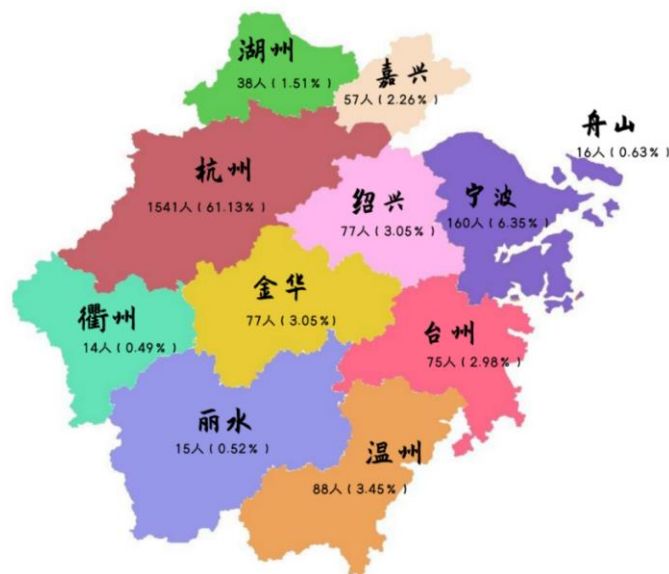 湖州
38人(1.51%)
嘉兴
57人(2.26%)
舟山
16人(0.63%)
杭州
1541人(61.13%)
绍兴
77人(3.05%)
宁波
160人(6.35%)
衢州
14人(0.49%)
金华
77人(3.05%)
台州
75人(2.98%)
丽水
15人(0.52%)
温州
88人(3.45%)